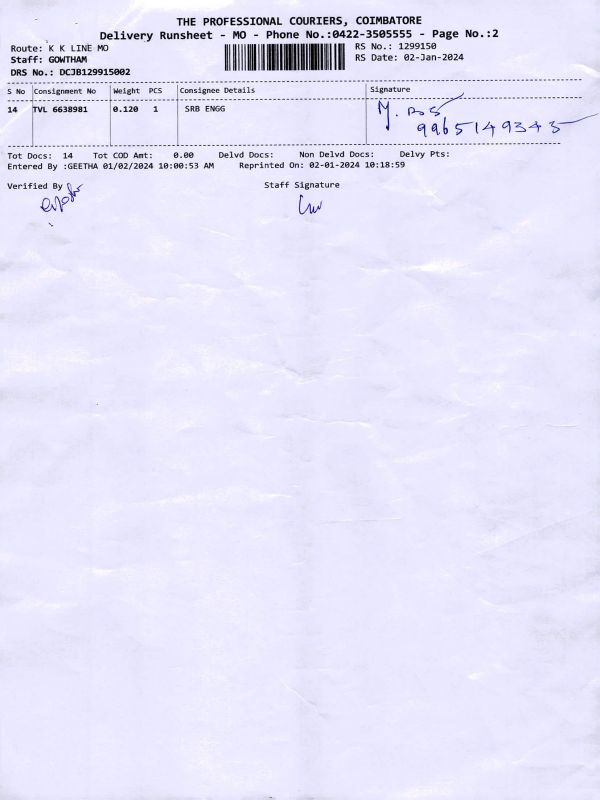 THE PROFESSIONAL COURIERS, COIMBATORE
Delivery Runsheet - MO - Phone No.:0422-3505555 - Page No.:2
Route: K K LINE MO
RS No.: 1299150
Staff: GOWTHAM
RS Date: 02-Jan-2024
DRS No.: DCJB129915002
S No Consignment No Weight PCS Consignee Details Signature
14 TVL 6638981 0.120 1 SRB ENGG
9965149343
Tot Docs: 14 Tot COD Amt: 0.00 Delvd Docs: Non Delvd Docs: Delvy Pts:
Entered By :GEETHA 01/02/2024 10:00:53 AM Reprinted On: 02-01-2024 10:18:59
Verified By Staff Signature